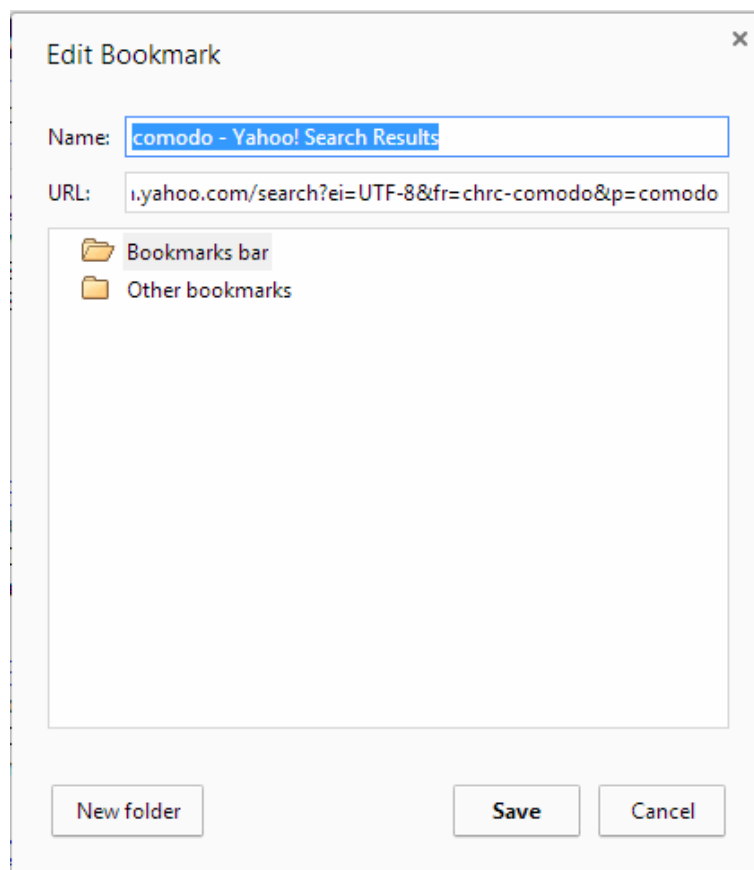 Edit Bookmark
Name: comodo - Yahoo! Search Results
URL: .yahoo.com/search?ei=UTF-8&fr=chrc-comodo&p=comodo
Bookmarks bar
Other bookmarks
New folder Save Cancel